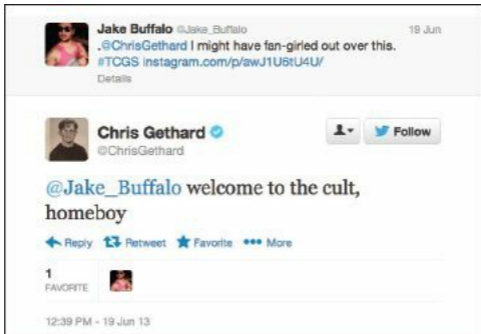 Jake Buffalo @Jake_Buffalo 19 Jun
.@ChrisGethard I might have fan-girled out over this.
#TCGS instagram.com/p/awJ1U6tU4U/
Details
Chris Gethard
Follow
@ChrisGethard
@Jake_Buffalo welcome to the cult,
homeboy
Reply Retweet Favorite More
1
FAVORITE
12:39 PM - 19 Jun 13